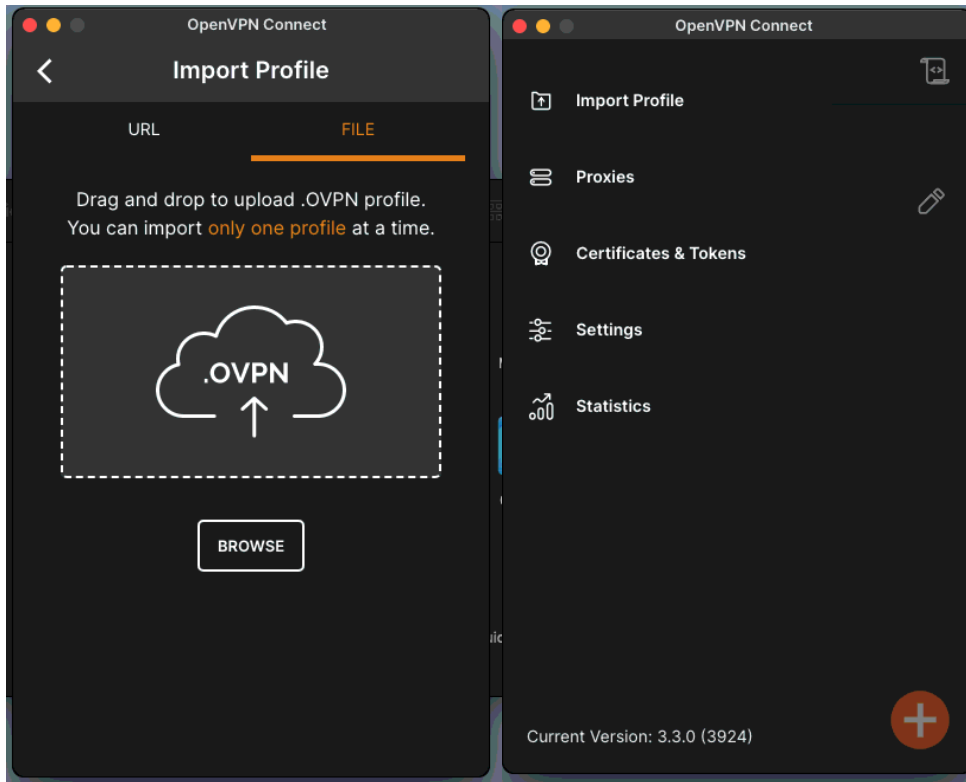 OpenVPN Connect
Import Profile
URL
FILE
Drag and drop to upload .OVPN profile.
You can import only one profile at a time.
.OVPN
BROWSE
OpenVPN Connect
Import Profile
Proxies
Certificates & Tokens
Settings
Statistics
Current Version: 3.3.0 (3924)